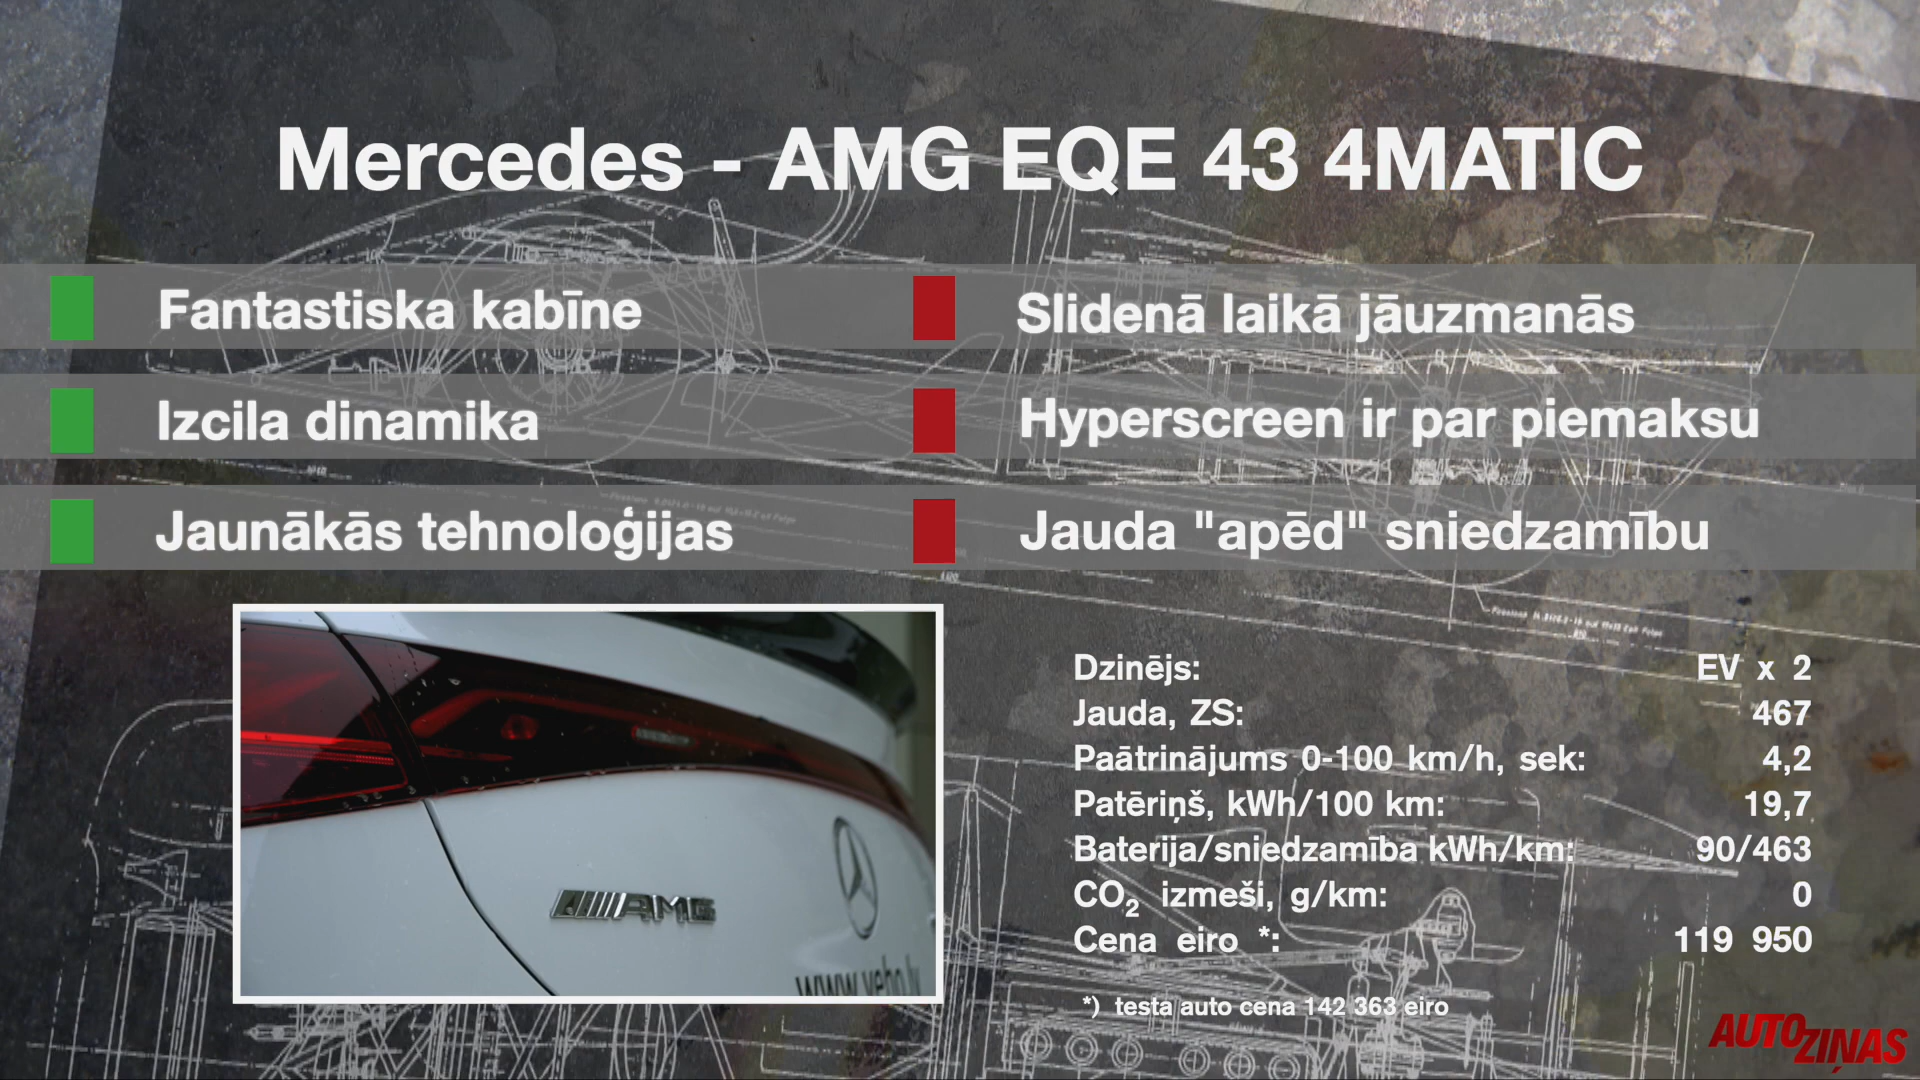 Mercedes - AMG EQE 43 4MATIC
Fantastiska kabīne
Izcila dinamika
Jaunākās tehnoloģijas
Slidenā laikā jāuzmanās
Hyperscreen ir par piemaksu
Jauda "apēd" sniedzamību
AMG
www.veho.lv
Dzinējs: EV x 2
Jauda, ZS: 467
Paātrinājums 0-100 km/h, sek: 4,2
Patēriņš, kWh/100 km: 19,7
Baterija/sniedzamība kWh/km: 90/463
CO₂ izmeši, g/km: 0
Cena eiro *: 119 950
*) testa auto cena 142 363 eiro
AUTO ZIŅAS